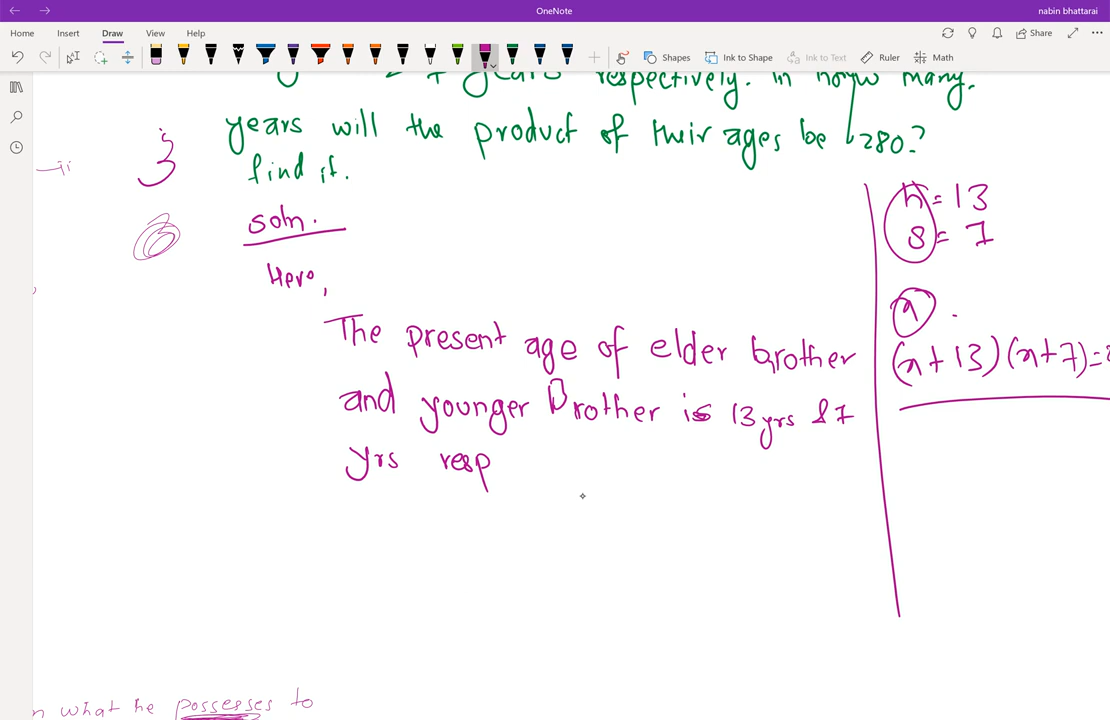 OneNote
nabin bhattarai
Home Insert Draw View Help
Share
Shapes Ink to Shape Ink to Text Ruler Math
years respectively. in how many
years will the product of their ages be 280?
find it.
ii
soln.
Here,
The present age of elder brother
and younger Brother is 13 yrs & 7
yrs resp
= 13
= 7
(x+13)(x+7)=
what he possesses to